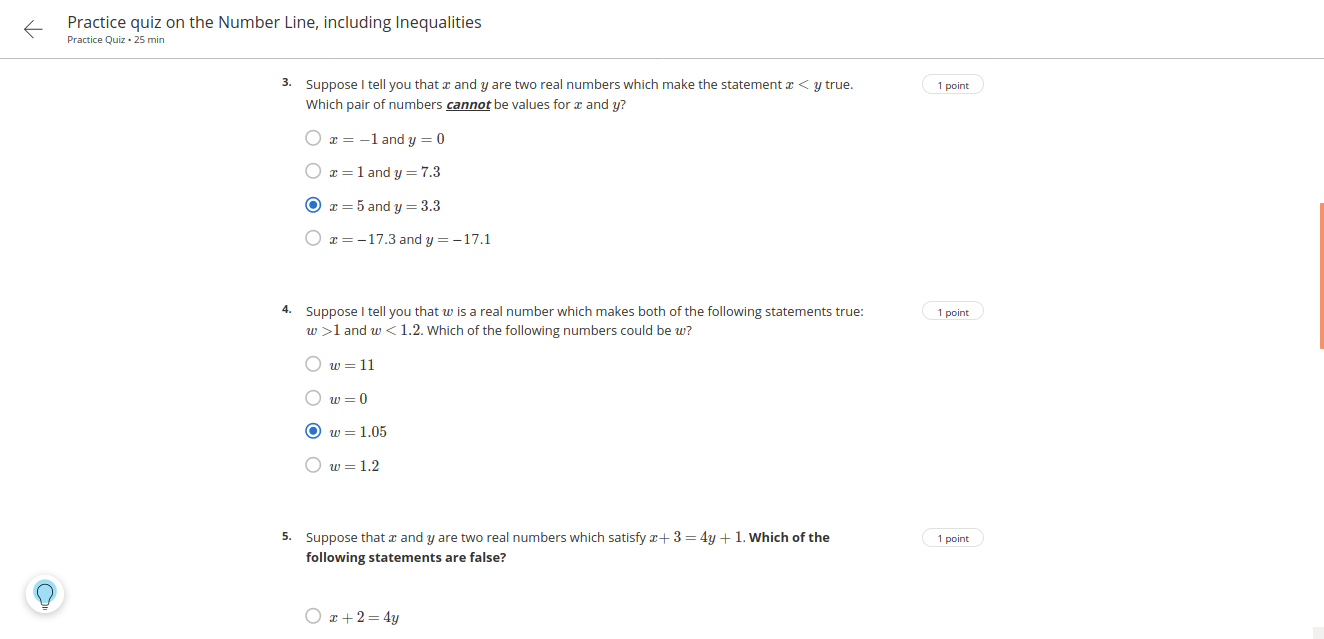 Practice quiz on the Number Line, including Inequalities
Practice Quiz • 25 min
3. Suppose I tell you that x and y are two real numbers which make the statement x < y true. 1 point
Which pair of numbers cannot be values for x and y?
x = −1 and y = 0
x = 1 and y = 7.3
x = 5 and y = 3.3
x = −17.3 and y = −17.1
4. Suppose I tell you that w is a real number which makes both of the following statements true: 1 point
w >1 and w < 1.2. Which of the following numbers could be w?
w = 11
w = 0
w = 1.05
w = 1.2
5. Suppose that x and y are two real numbers which satisfy x+ 3 = 4y + 1. Which of the 1 point
following statements are false?
x + 2 = 4y